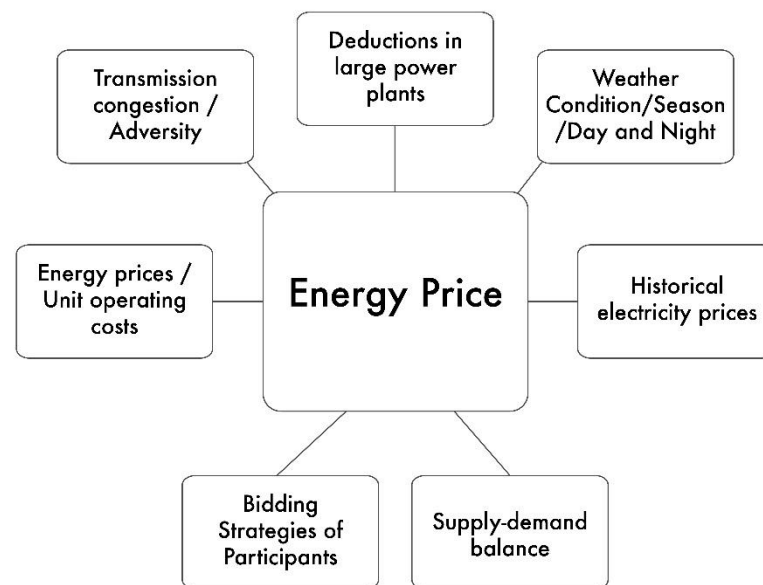 Deductions in
large power
plants
Transmission
congestion /
Adversity
Weather
Condition/Season
/Day and Night
Energy prices /
Unit operating
costs
Energy Price
Historical
electricity prices
Bidding
Strategies of
Participants
Supply-demand
balance